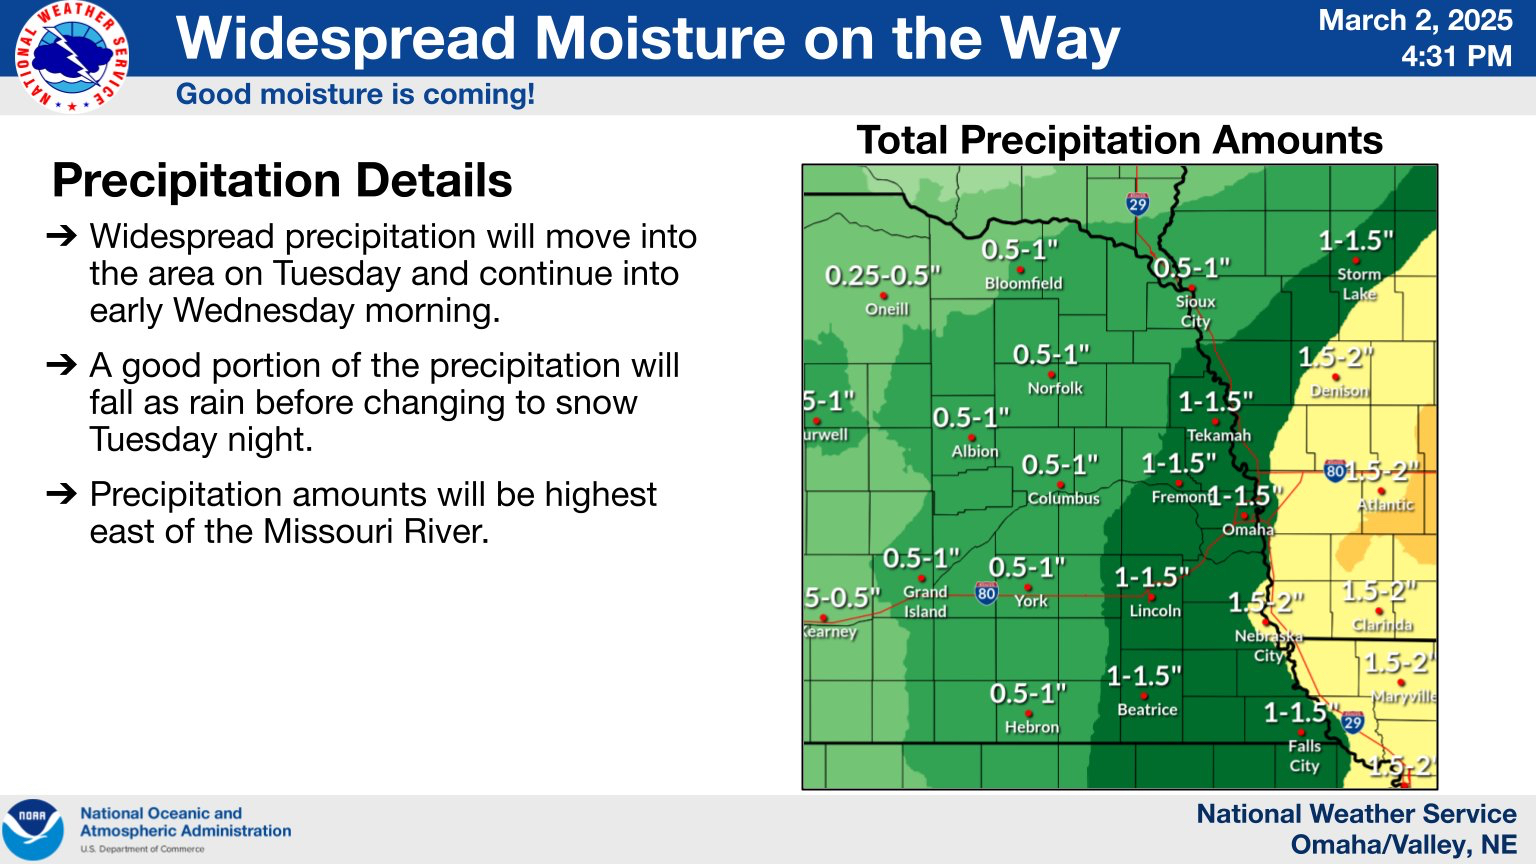 Widespread Moisture on the Way
March 2, 2025
4:31 PM
NATIONAL WEATHER SERVICE
Good moisture is coming!
Precipitation Details
➔ Widespread precipitation will move into
the area on Tuesday and continue into
early Wednesday morning.
➔ A good portion of the precipitation will
fall as rain before changing to snow
Tuesday night.
➔ Precipitation amounts will be highest
east of the Missouri River.
Total Precipitation Amounts
29
1-1.5"
Storm
Lake
0.5-1"
Bloomfield
0.25-0.5"
Oneill
0.5-1"
Sioux
City
0.5-1"
Norfolk
1.5-2"
Denison
5-1"
urwell
0.5-1"
Albion
1-1.5"
Tekamah
0.5-1"
Columbus
1-1.5"
Fremont
1-1.5"
Omaha
80
1.5-2"
Atlantic
0.5-1"
Grand
Island
80
0.5-1"
York
1-1.5"
Lincoln
5-0.5"
Kearney
1.5-2"
Nebraska
City
1.5-2"
Clarinda
1.5-2"
Maryville
0.5-1"
Hebron
1-1.5"
Beatrice
1-1.5"
Falls
City
29
1.5-2"
NOAA
National Oceanic and
Atmospheric Administration
U.S. Department of Commerce
National Weather Service
Omaha/Valley, NE